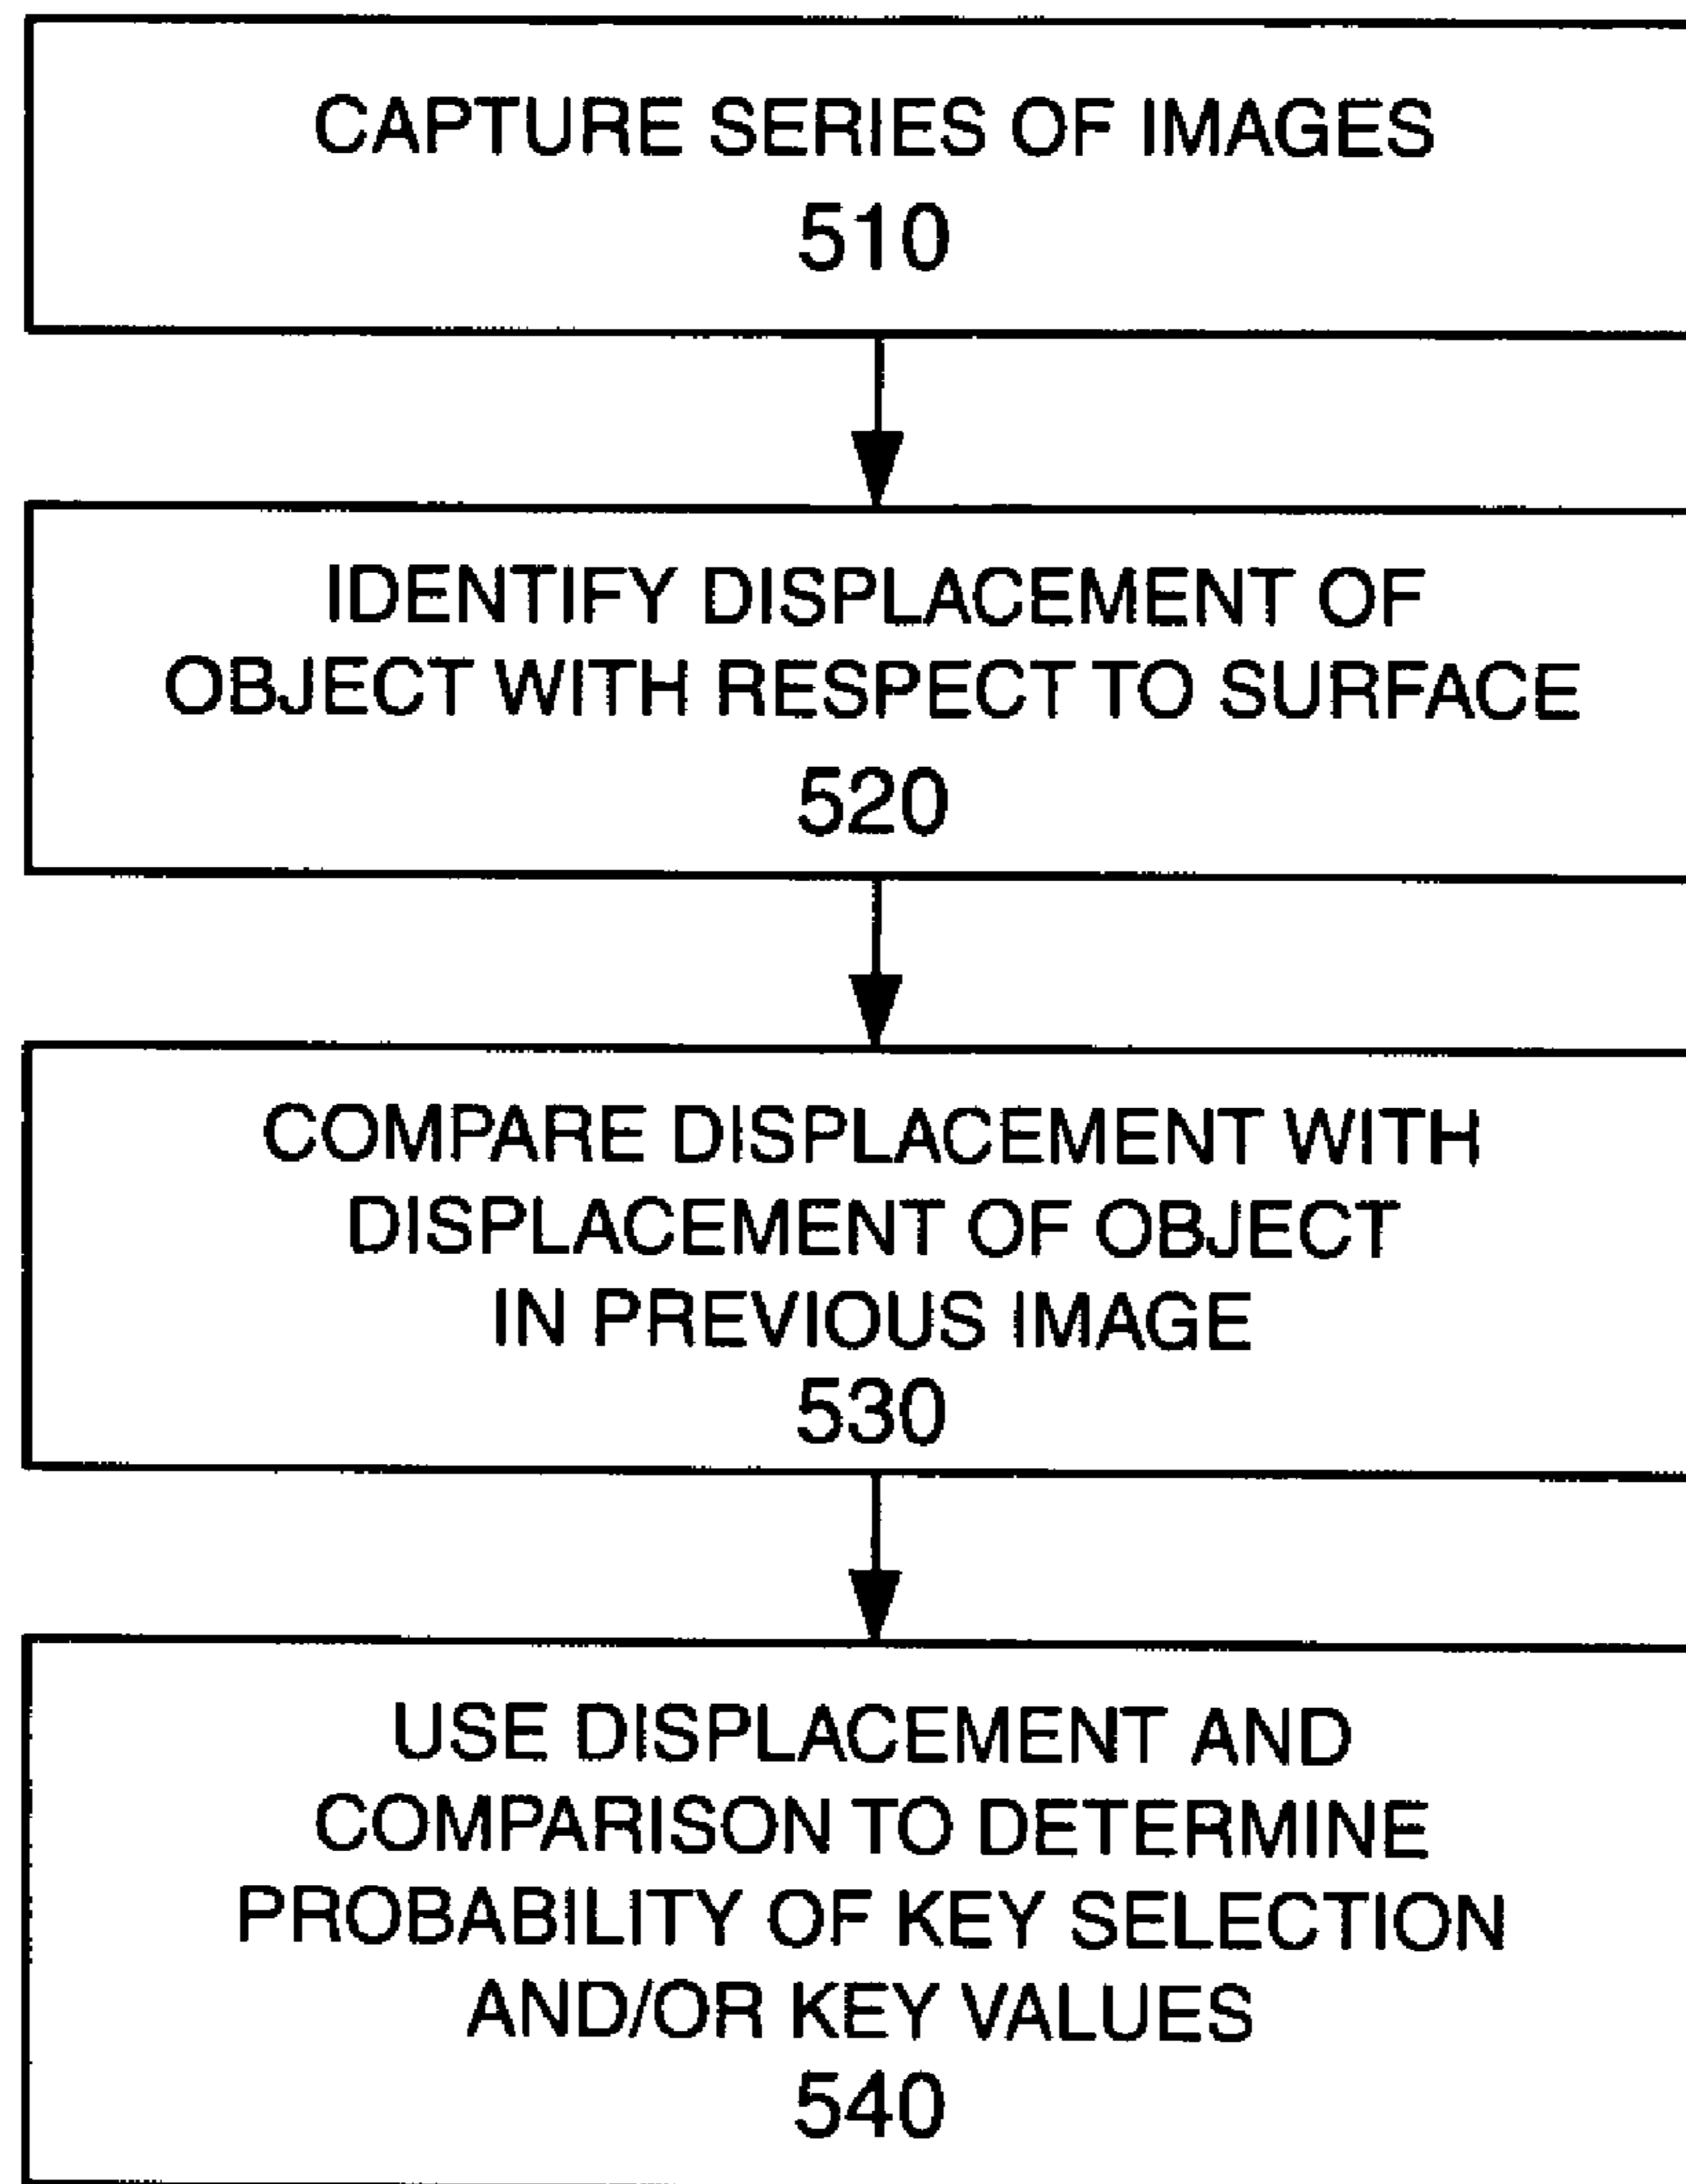 CAPTURE SERIES OF IMAGES
510
IDENTIFY DISPLACEMENT OF
OBJECT WITH RESPECT TO SURFACE
520
COMPARE DISPLACEMENT WITH
DISPLACEMENT OF OBJECT
IN PREVIOUS IMAGE
530
USE DISPLACEMENT AND
COMPARISON TO DETERMINE
PROBABILITY OF KEY SELECTION
AND/OR KEY VALUES
540